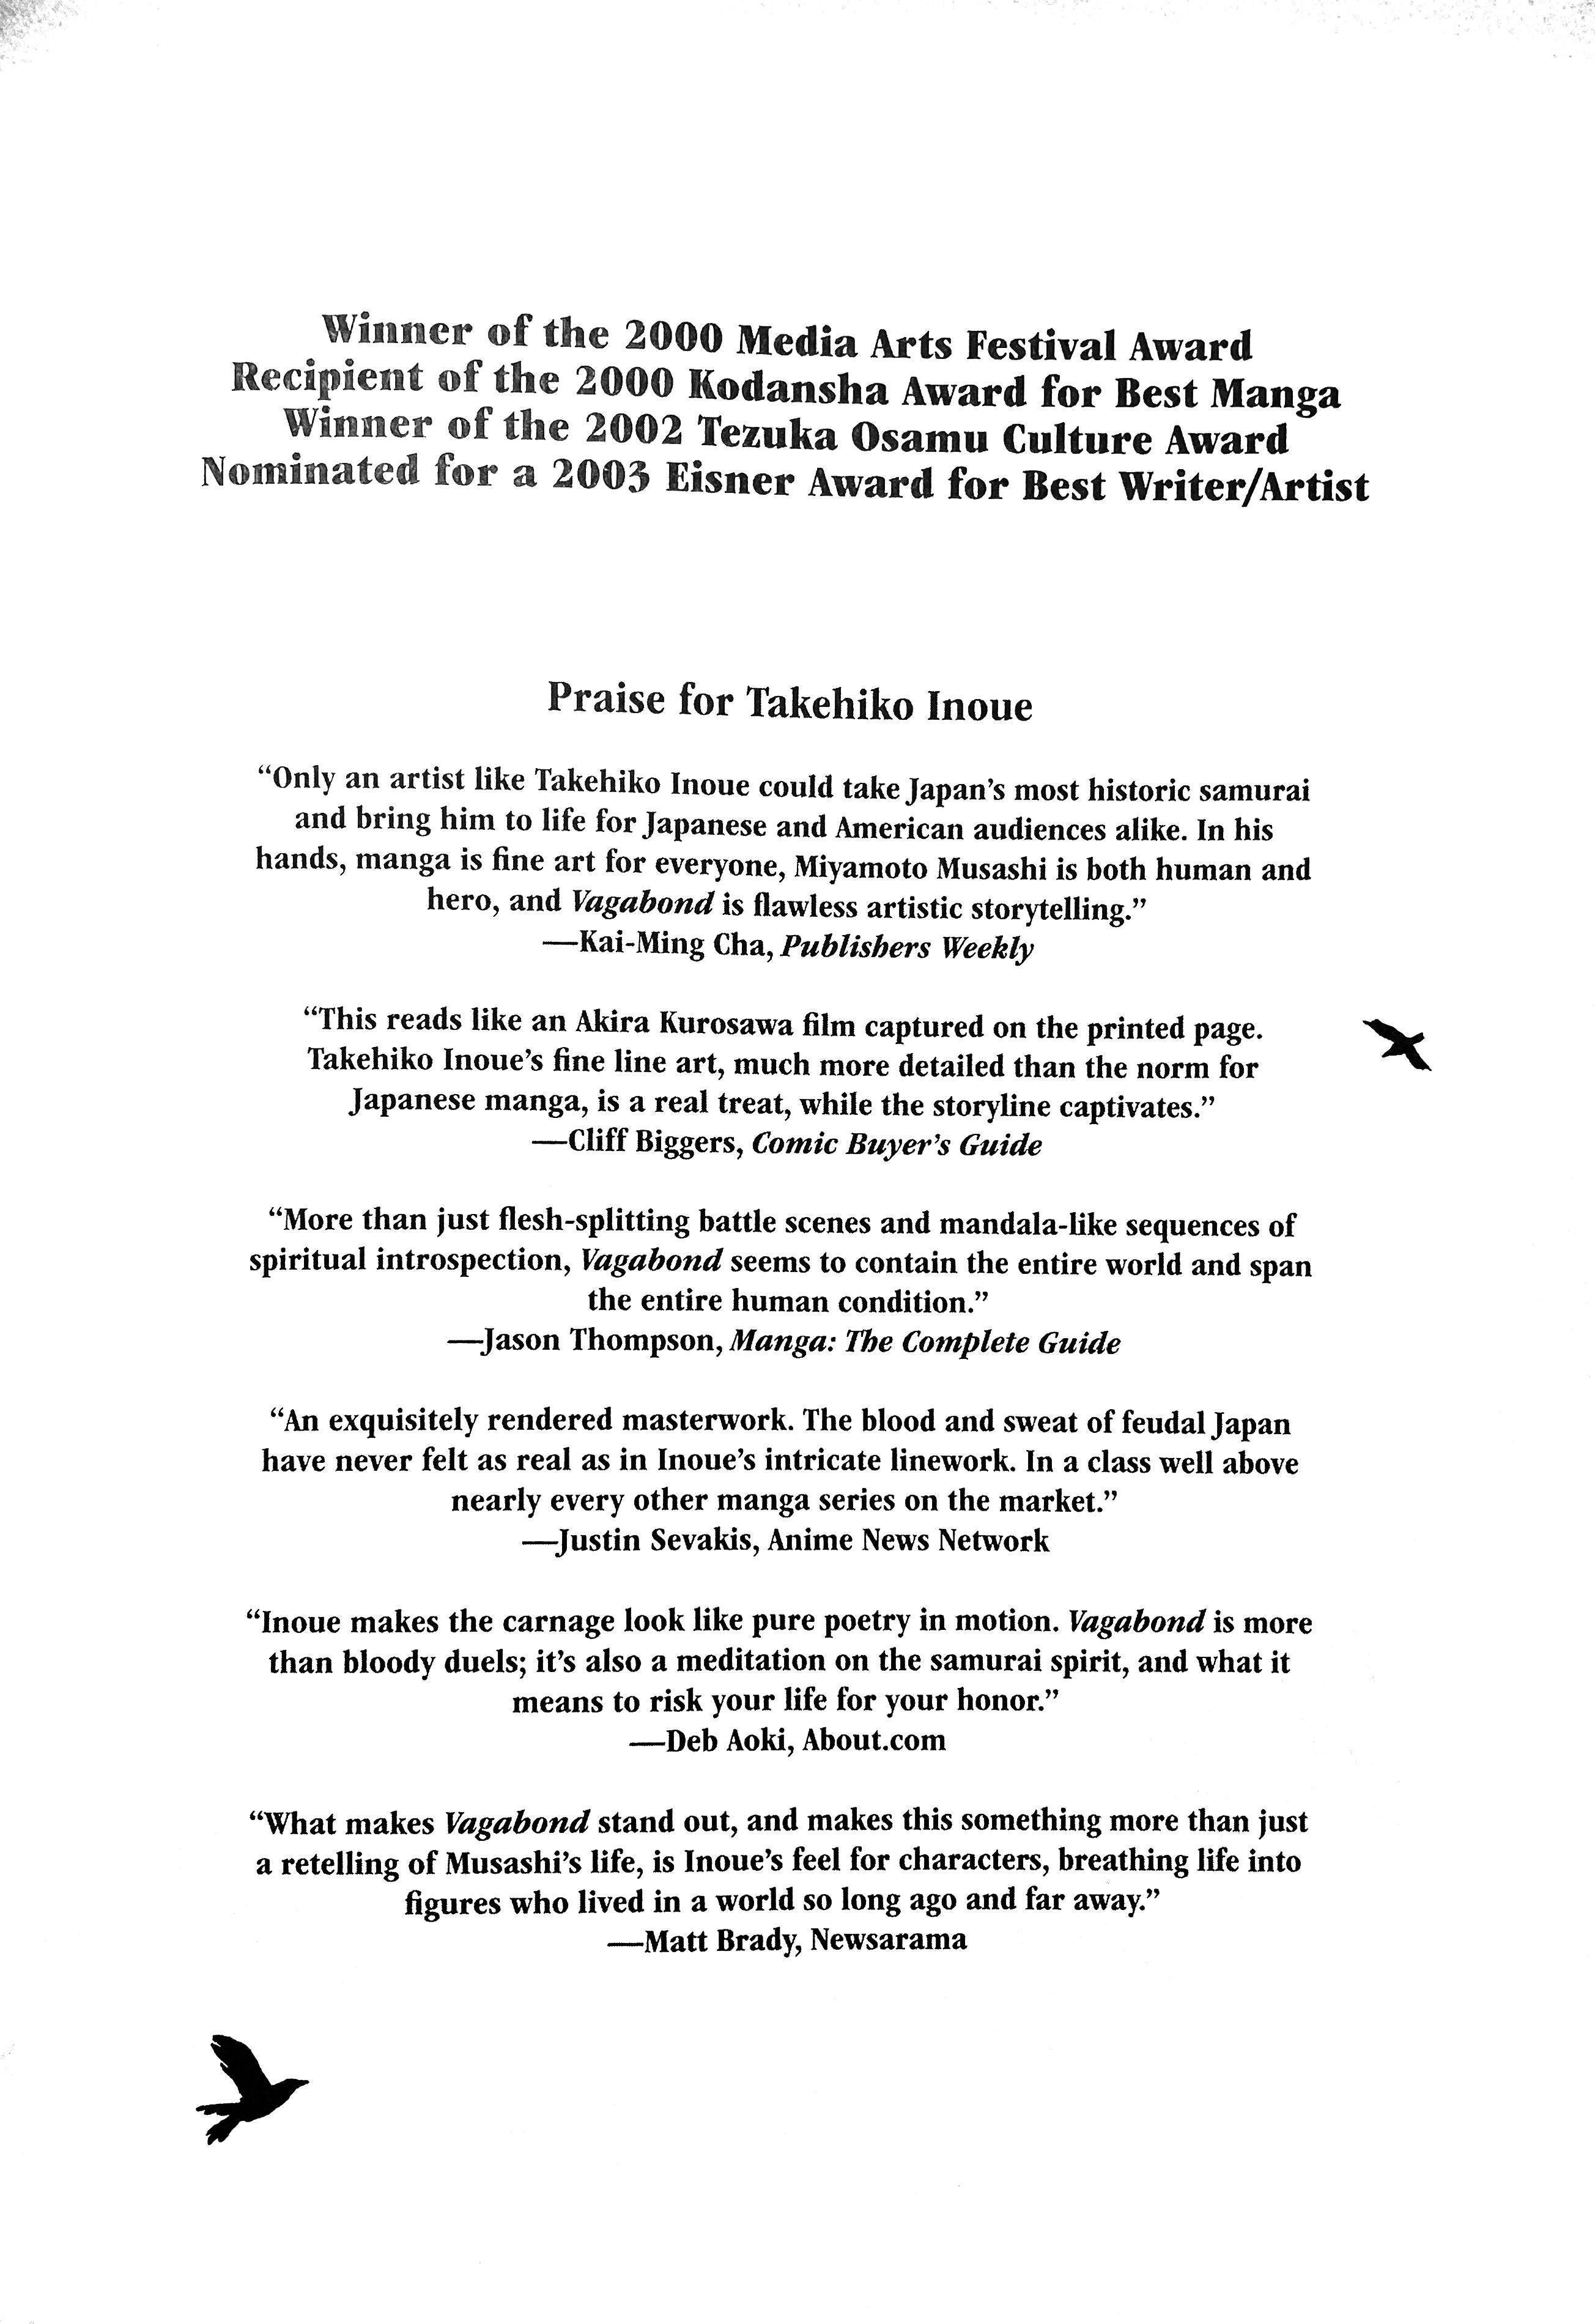 Winner of the 2000 Media Arts Festival Award
Recipient of the 2000 Kodansha Award for Best Manga
Winner of the 2002 Tezuka Osamu Culture Award
Nominated for a 2003 Eisner Award for Best Writer/Artist
Praise for Takehiko Inoue
“Only an artist like Takehiko Inoue could take Japan’s most historic samurai
and bring him to life for Japanese and American audiences alike. In his
hands, manga is fine art for everyone, Miyamoto Musashi is both human and
hero, and Vagabond is flawless artistic storytelling.”
—Kai-Ming Cha, Publishers Weekly
“This reads like an Akira Kurosawa film captured on the printed page.
Takehiko Inoue’s fine line art, much more detailed than the norm for
Japanese manga, is a real treat, while the storyline captivates.”
—Cliff Biggers, Comic Buyer’s Guide
“More than just flesh-splitting battle scenes and mandala-like sequences of
spiritual introspection, Vagabond seems to contain the entire world and span
the entire human condition.”
—Jason Thompson, Manga: The Complete Guide
“An exquisitely rendered masterwork. The blood and sweat of feudal Japan
have never felt as real as in Inoue’s intricate linework. In a class well above
nearly every other manga series on the market.”
—Justin Sevakis, Anime News Network
“Inoue makes the carnage look like pure poetry in motion. Vagabond is more
than bloody duels; it’s also a meditation on the samurai spirit, and what it
means to risk your life for your honor.”
—Deb Aoki, About.com
“What makes Vagabond stand out, and makes this something more than just
a retelling of Musashi’s life, is Inoue’s feel for characters, breathing life into
figures who lived in a world so long ago and far away.”
—Matt Brady, Newsarama